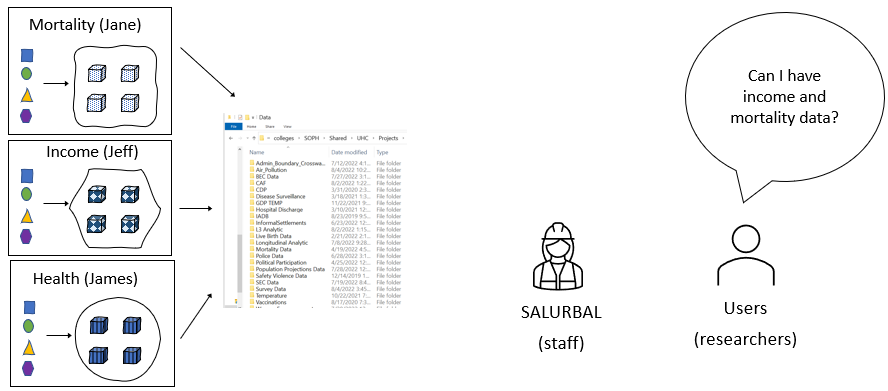 Mortality (Jane)
Income (Jeff)
Health (James)
Data
File Home Share View
colleges SOPH Shared UHC Projects
Name Date modified Type
Admin_Boundary_Crosswa... 7/12/2022 4:1... File folder
Air_Pollution 8/4/2022 10:2... File folder
BEC Data 7/27/2022 3:1... File folder
CAF 8/2/2022 1:22... File folder
CDP 3/31/2020 2:5... File folder
Disease Surveillance 3/18/2021 1:3... File folder
GDP TEMP 11/22/2021 9:... File folder
Hospital Discharge 3/10/2021 12:... File folder
IADB 8/23/2019 9:5... File folder
InformalSettlements 6/23/2022 12:... File folder
L3 Analytic 8/2/2022 1:15... File folder
Live Birth Data 2/21/2022 2:1... File folder
Longitudinal Analytic 7/8/2022 9:28... File folder
Mortality Data 4/19/2022 4:5... File folder
Police Data 6/28/2022 3:1... File folder
Political Participation 4/25/2022 12:... File folder
Population Projections Data 7/28/2022 12:... File folder
Safety Violence Data 12/14/2019 1... File folder
SEC Data 7/19/2022 8:4... File folder
Survey Data 8/4/2022 3:45... File folder
Temperature 10/22/2021 7:... File folder
Vaccinations 8/17/2020 7:3... File folder
Can I have
income and
mortality data?
SALURBAL
(staff)
Users
(researchers)